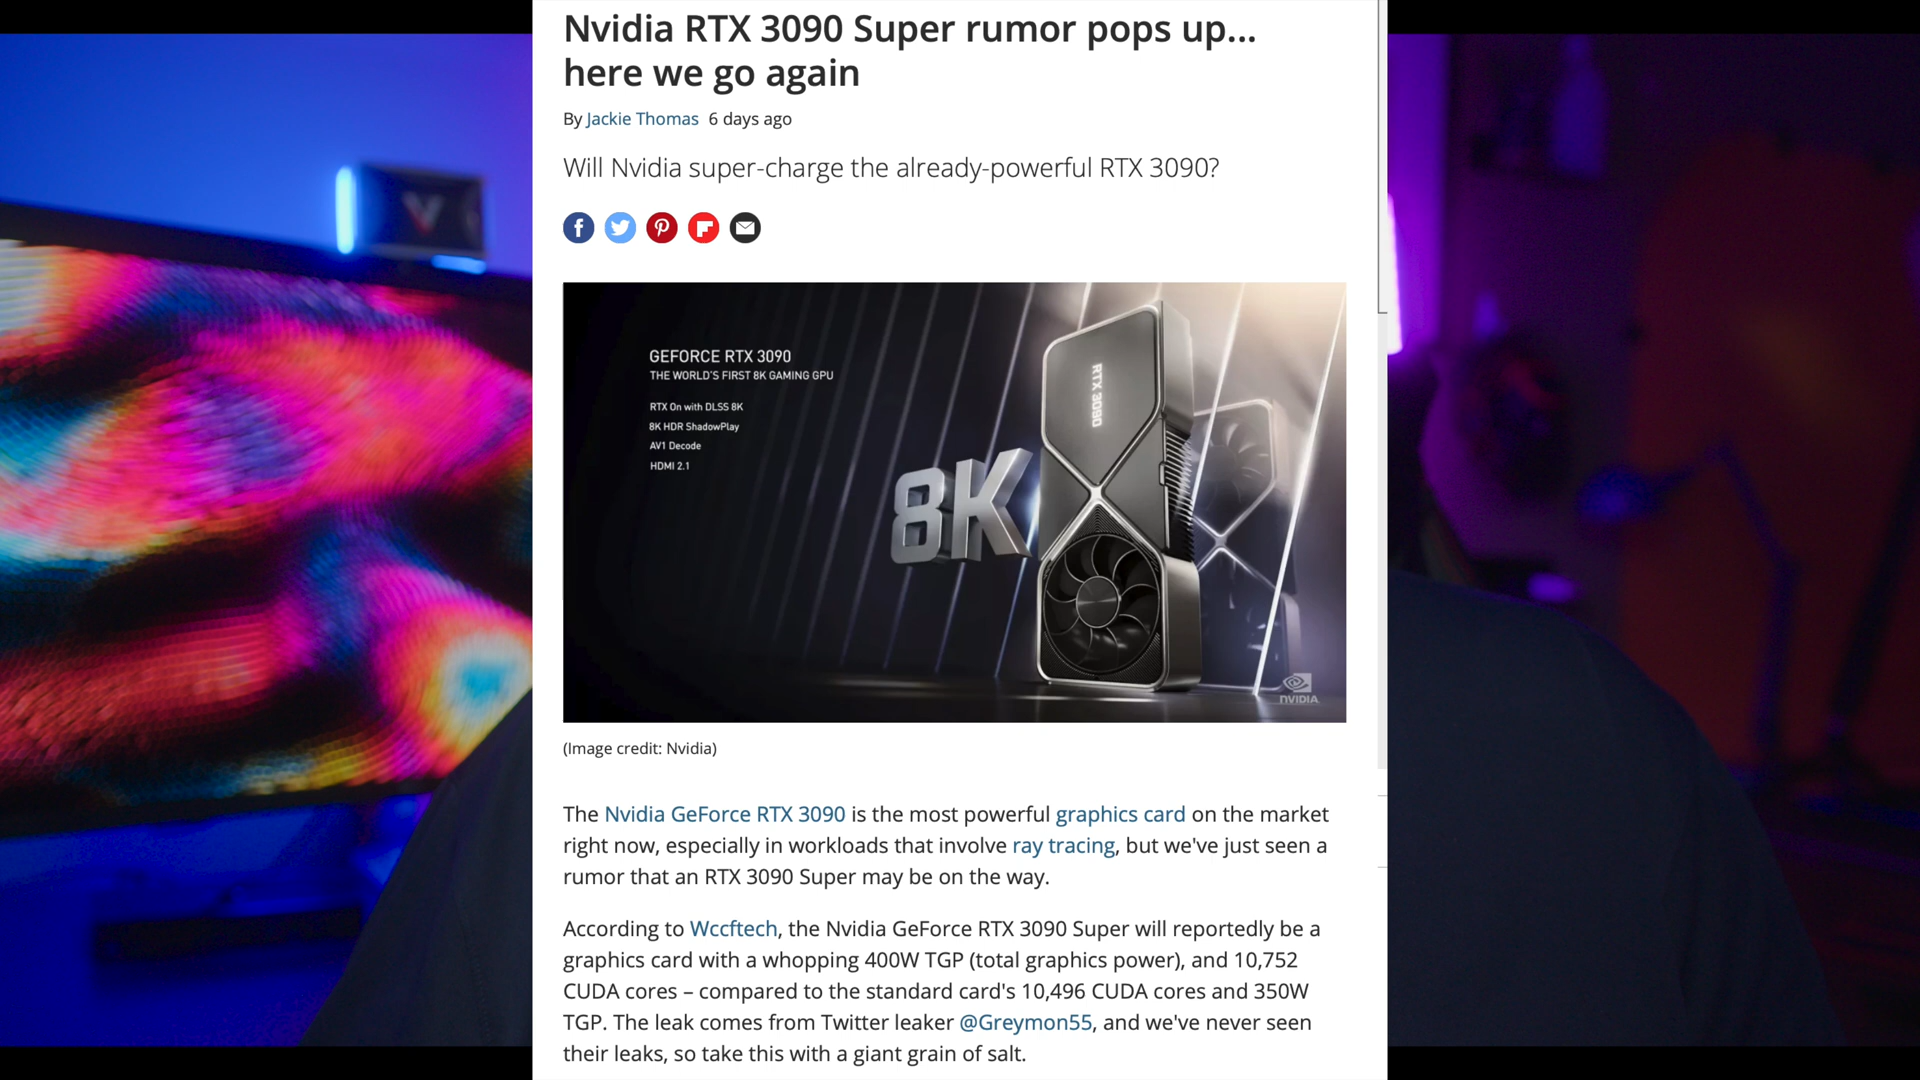 Nvidia RTX 3090 Super rumor pops up...
here we go again
By Jackie Thomas 6 days ago
Will Nvidia super-charge the already-powerful RTX 3090?
GEFORCE RTX 3090
THE WORLD'S FIRST 8K GAMING GPU
RTX On with DLSS 8K
8K HDR ShadowPlay
AV1 Decode
HDMI 2.1
8K
RTX 3090
NVIDIA
(Image credit: Nvidia)
The Nvidia GeForce RTX 3090 is the most powerful graphics card on the market
right now, especially in workloads that involve ray tracing, but we've just seen a
rumor that an RTX 3090 Super may be on the way.
According to Wccftech, the Nvidia GeForce RTX 3090 Super will reportedly be a
graphics card with a whopping 400W TGP (total graphics power), and 10,752
CUDA cores – compared to the standard card's 10,496 CUDA cores and 350W
TGP. The leak comes from Twitter leaker @Greymon55, and we've never seen
their leaks, so take this with a giant grain of salt.